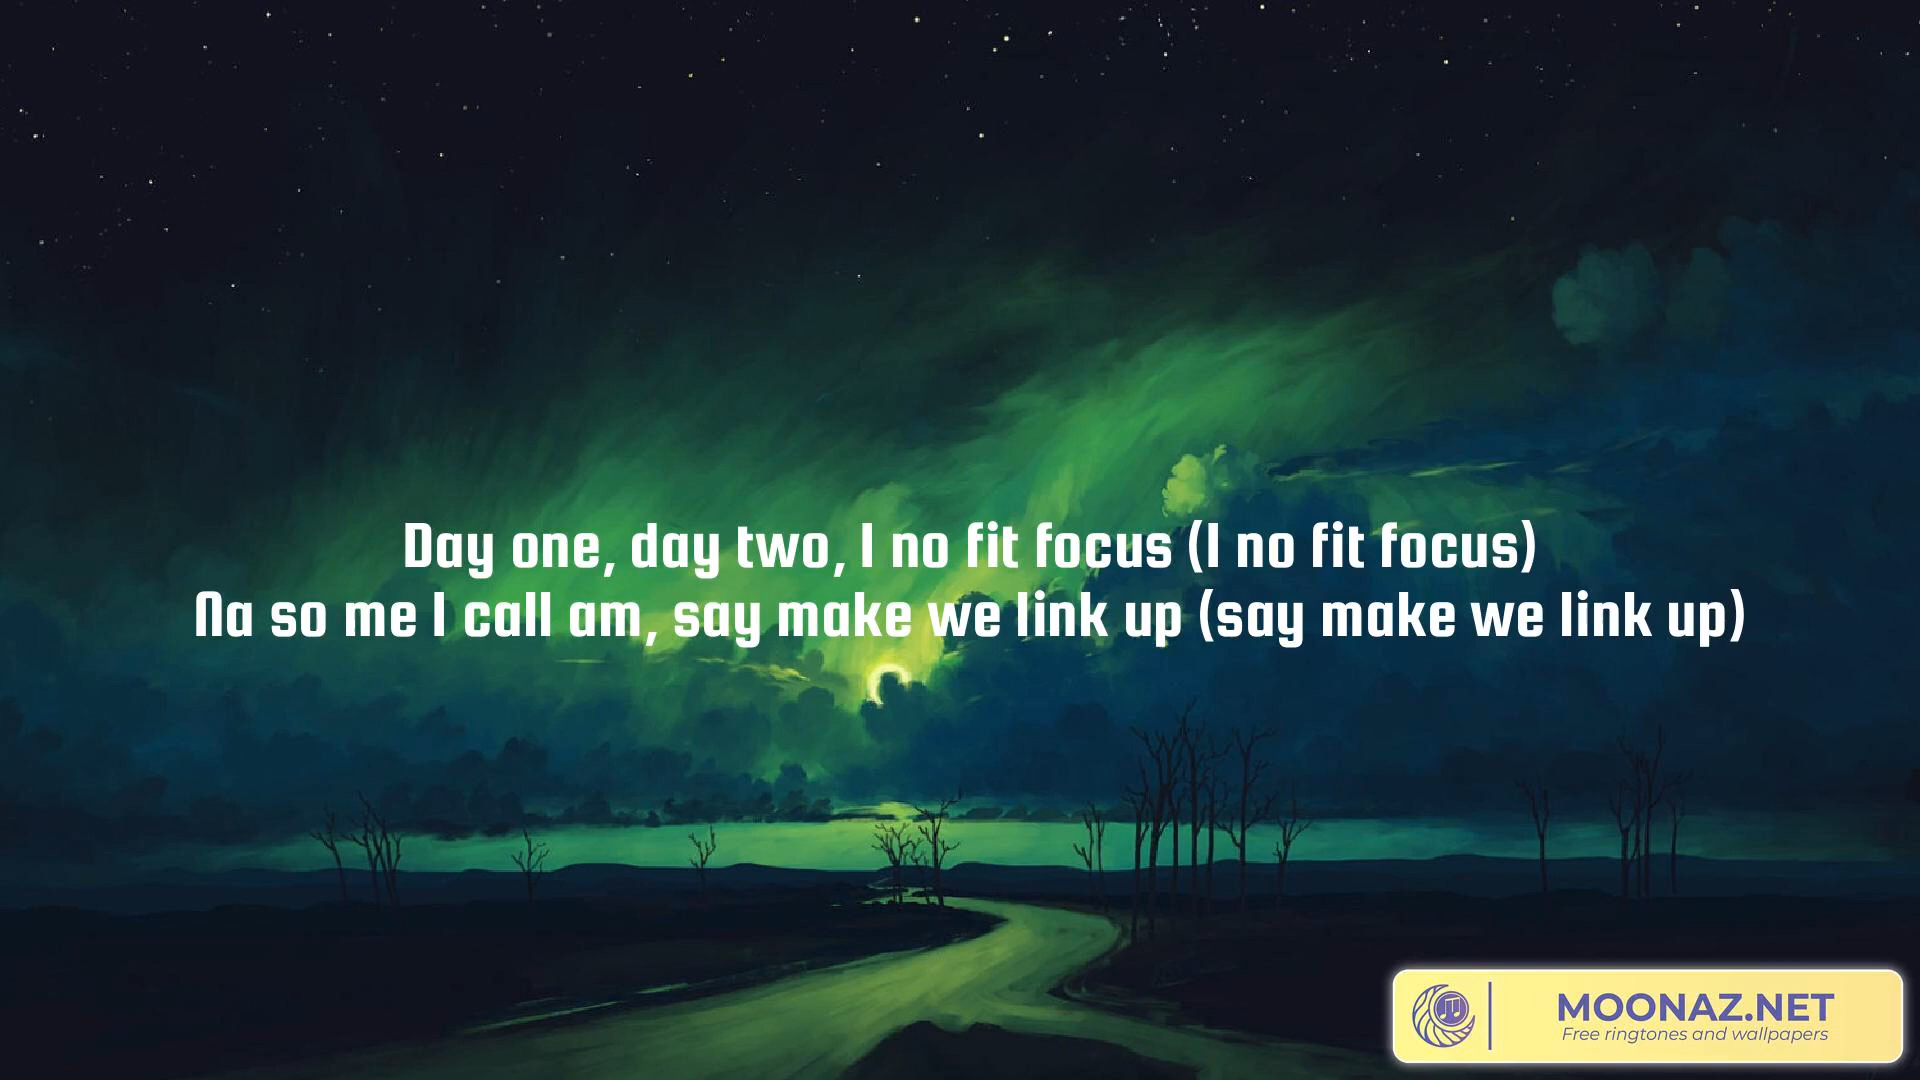 Day one, day two, I no fit focus (I no fit focus)
Na so me I call am, say make we link up (say make we link up)
MOONAZ.NET
Free ringtones and wallpapers